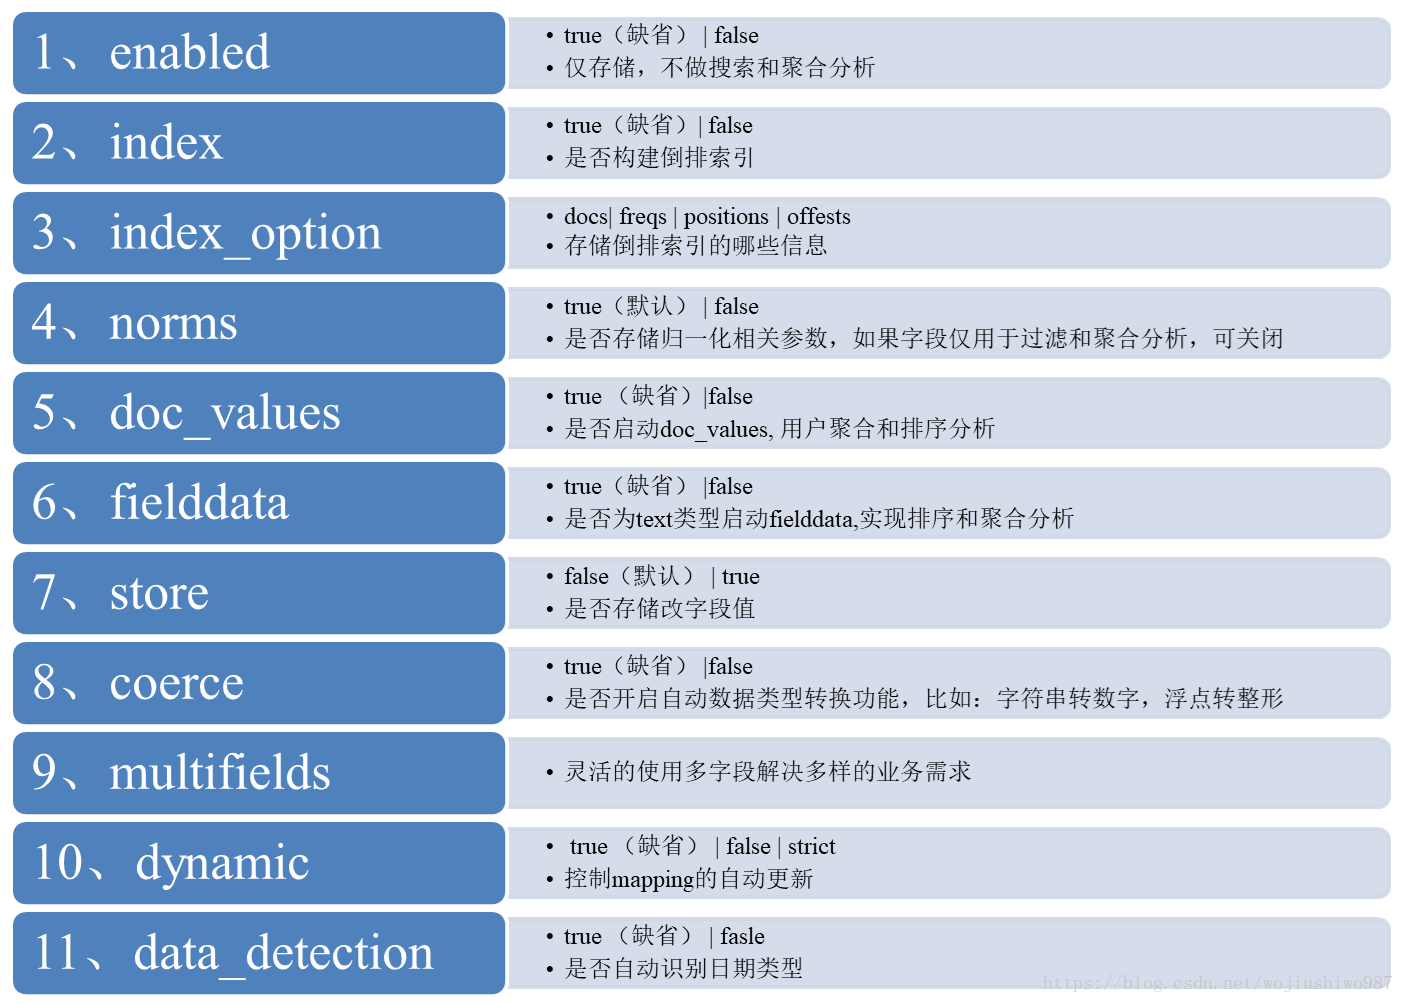 1、enabled
• true（缺省） | false
• 仅存储，不做搜索和聚合分析
2、index
• true（缺省）| false
• 是否构建倒排索引
3、index_option
• docs| freqs | positions | offests
• 存储倒排索引的哪些信息
4、norms
• true（默认） | false
• 是否存储归一化相关参数，如果字段仅用于过滤和聚合分析，可关闭
5、doc_values
• true （缺省）|false
• 是否启动doc_values, 用户聚合和排序分析
6、fielddata
• true（缺省） |false
• 是否为text类型启动fielddata,实现排序和聚合分析
7、store
• false（默认） | true
• 是否存储改字段值
8、coerce
• true（缺省） |false
• 是否开启自动数据类型转换功能，比如：字符串转数字，浮点转整形
9、multifields
• 灵活的使用多字段解决多样的业务需求
10、dynamic
• true （缺省） | false | strict
• 控制mapping的自动更新
11、data_detection
• true （缺省） | fasle
• 是否自动识别日期类型
https://blog.csdn.net/wojiushiwo987